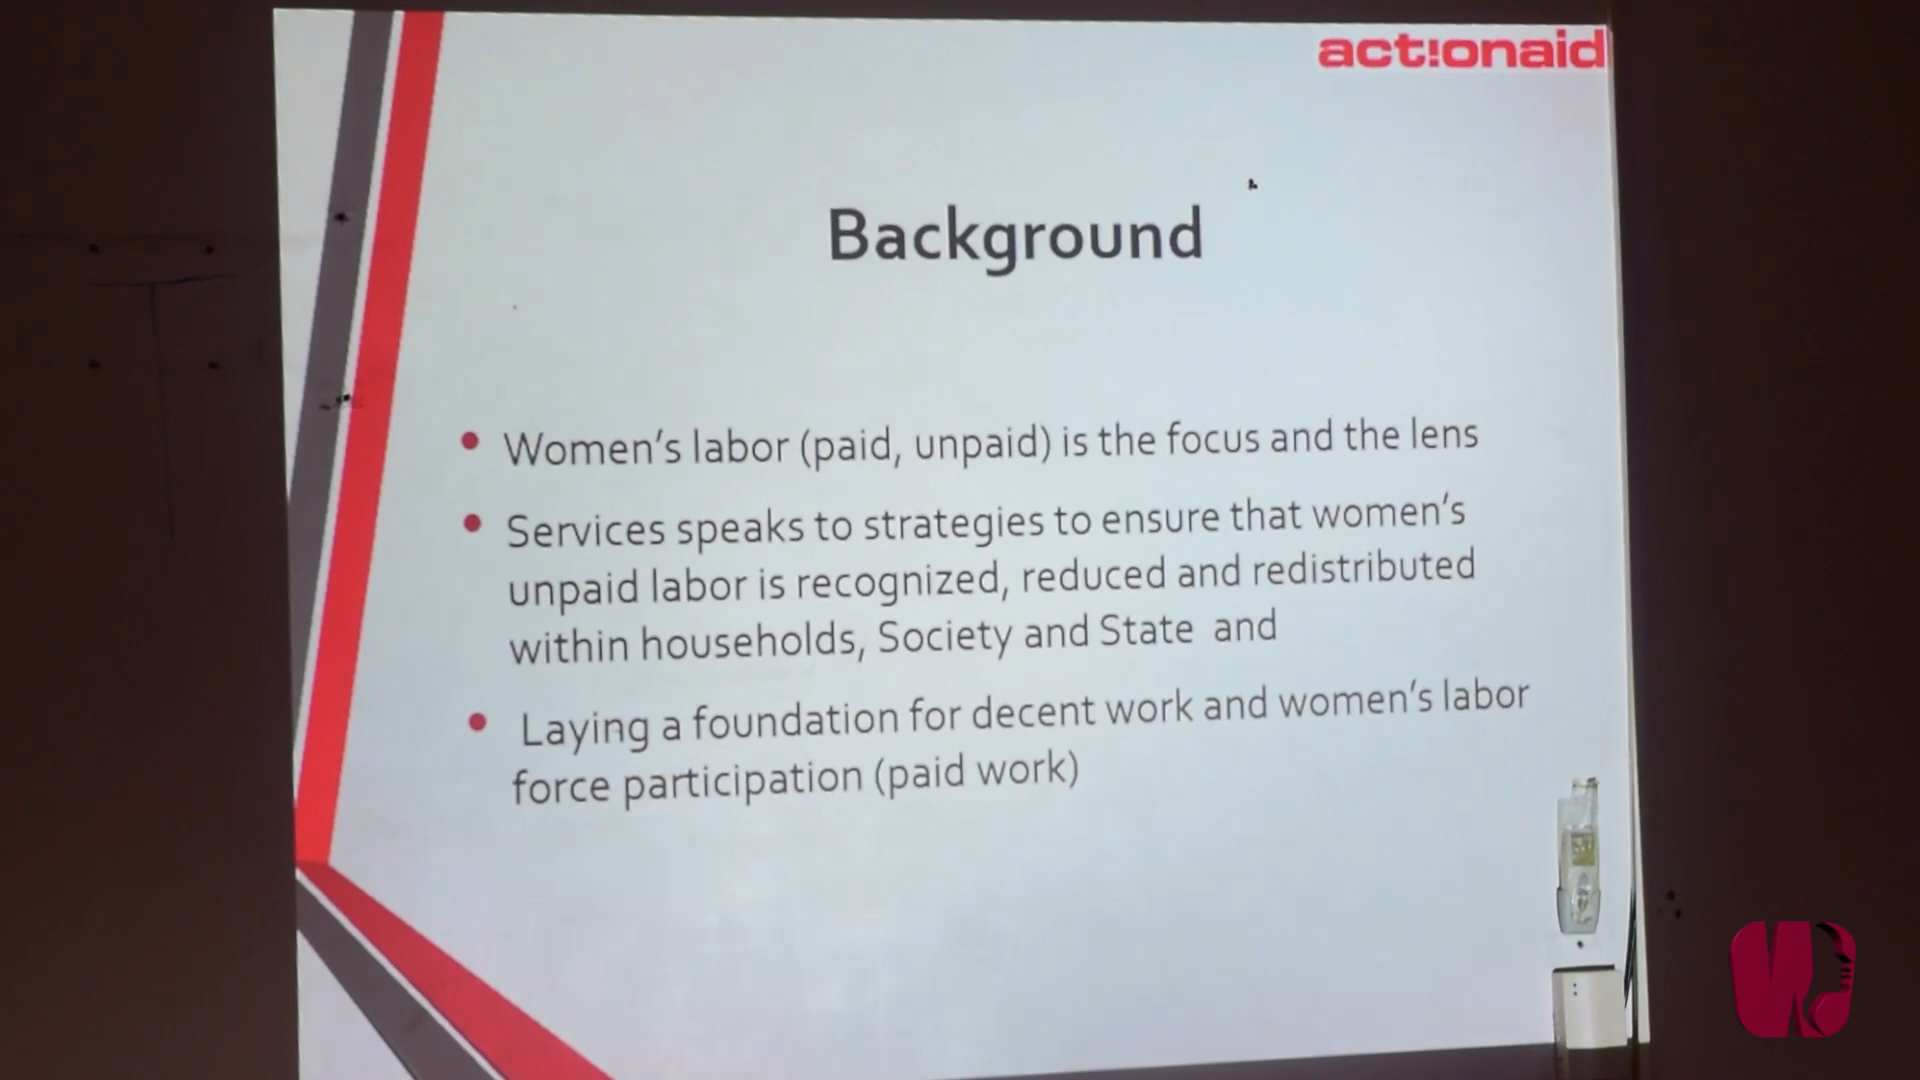 act!onaid
Background
• Women's labor (paid, unpaid) is the focus and the lens
• Services speaks to strategies to ensure that women's
unpaid labor is recognized, reduced and redistributed
within households, Society and State and
• Laying a foundation for decent work and women's labor
force participation (paid work)